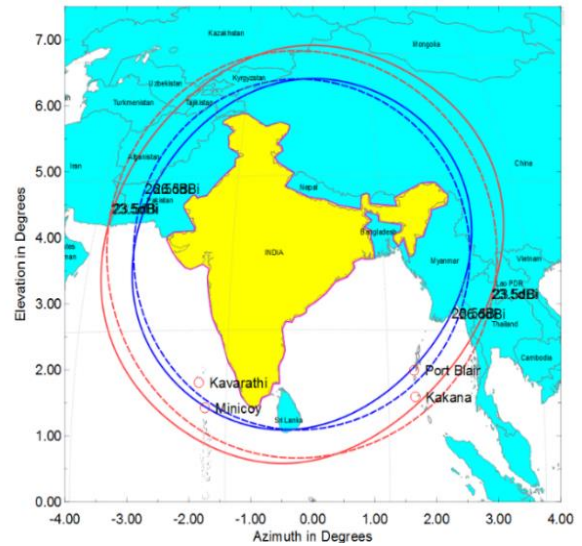 7.00
6.00
5.00
4.00
3.00
2.00
1.00
0.00
Elevation in Degrees
Kazakhstan
Mongolia
Uzbekistan
Kyrgyzstan
Turkmenistan
Tajikistan
China
Afghanistan
Iran
Nepal
23.5dBi
INDIA
Bangladesh
Myanmar
Vietnam
Lao PDR
23.5dBi
Thailand
Cambodia
Port Blair
Kavarathi
Kakana
Minicoy
Sri Lanka
-4.00 -3.00 -2.00 -1.00 0.00 1.00 2.00 3.00 4.00
Azimuth in Degrees